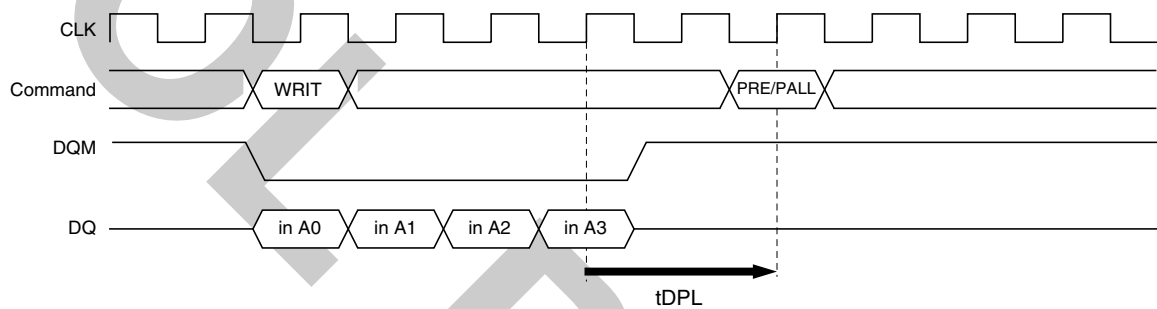 CLK
Command WRIT PRE/PALL
DQM
DQ in A0 in A1 in A2 in A3
tDPL